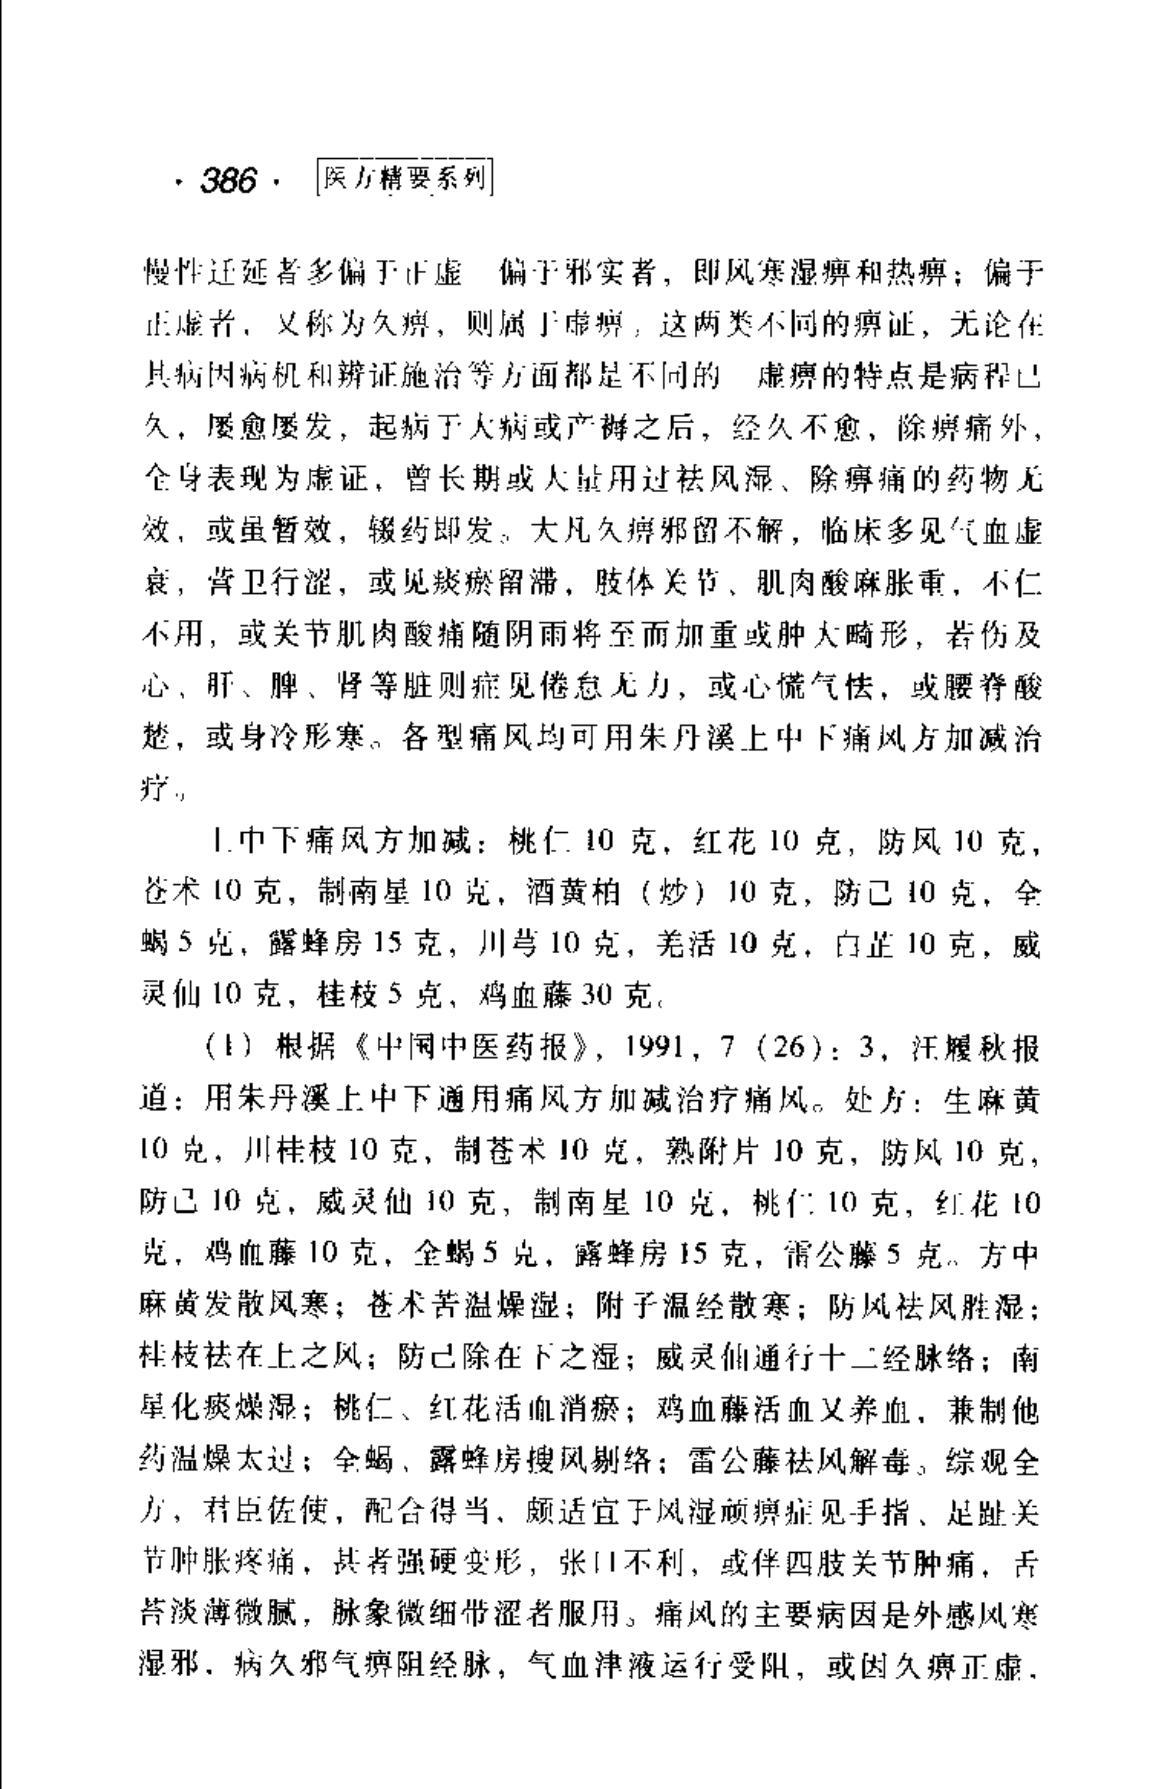 · 386 · 医方精要系列
慢性迁延者多偏于正虚 偏于邪实者，即风寒湿痹和热痹；偏于
正虚者，又称为久痹，则属于虚痹。这两类不同的痹证，无论在
其病因病机和辨证施治等方面都是不同的 虚痹的特点是病程已
久，屡愈屡发，起病于大病或产褥之后，经久不愈，除痹痛外，
全身表现为虚证，曾长期或大量用过祛风湿、除痹痛的药物无
效，或虽暂效，辍药即发。大凡久痹邪留不解，临床多见气血虚
衰，营卫行涩，或见痰瘀留滞，肢体关节、肌肉酸麻胀重，不仁
不用，或关节肌肉酸痛随阴雨将至而加重或肿大畸形，若伤及
心、肝、脾、肾等脏则症见倦怠无力，或心慌气怯，或腰脊酸
楚，或身冷形寒。各型痛风均可用朱丹溪上中下痛风方加减治
疗。
上中下痛风方加减：桃仁 10 克，红花 10 克，防风 10 克，
苍术 10 克，制南星 10 克，酒黄柏（炒）10 克，防己 10 克，全
蝎 5 克，露蜂房 15 克，川芎 10 克，羌活 10 克，白芷 10 克，威
灵仙 10 克，桂枝 5 克，鸡血藤 30 克。
（1）根据《中国中医药报》，1991，7（26）：3，汪履秋报
道：用朱丹溪上中下通用痛风方加减治疗痛风。处方：生麻黄
10 克，川桂枝 10 克，制苍术 10 克，熟附片 10 克，防风 10 克，
防己 10 克，威灵仙 10 克，制南星 10 克，桃仁 10 克，红花 10
克，鸡血藤 10 克，全蝎 5 克，露蜂房 15 克，雷公藤 5 克。方中
麻黄发散风寒；苍术苦温燥湿；附子温经散寒；防风祛风胜湿；
桂枝祛在上之风；防己除在下之湿；威灵仙通行十二经脉络；南
星化痰燥湿；桃仁、红花活血消瘀；鸡血藤活血又养血，兼制他
药温燥太过；全蝎、露蜂房搜风剔络；雷公藤祛风解毒。综观全
方，君臣佐使，配合得当，颇适宜于风湿顽痹症见手指、足趾关
节肿胀疼痛，甚者强硬变形，张口不利，或伴四肢关节肿痛，舌
苔淡薄微腻，脉象微细带涩者服用。痛风的主要病因是外感风寒
湿邪，病久邪气痹阻经脉，气血津液运行受阻，或因久痹正虚，